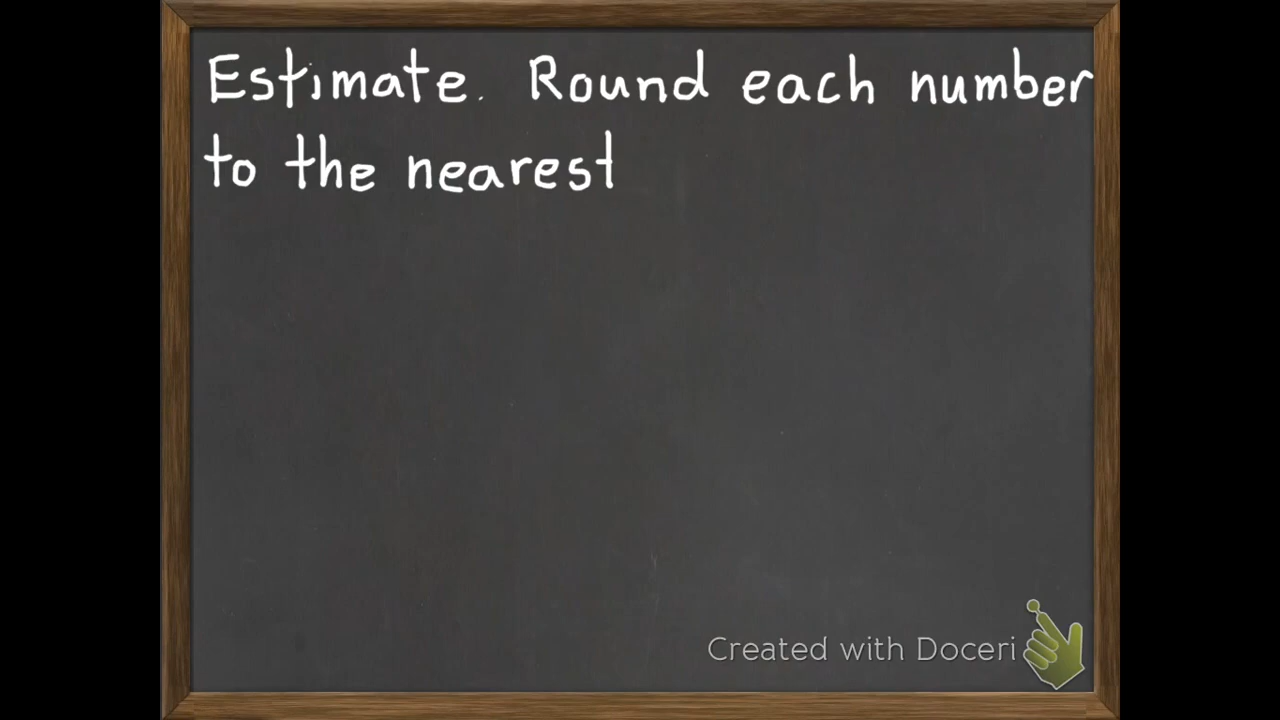 Estimate. Round each number
to the nearest
Created with Doceri